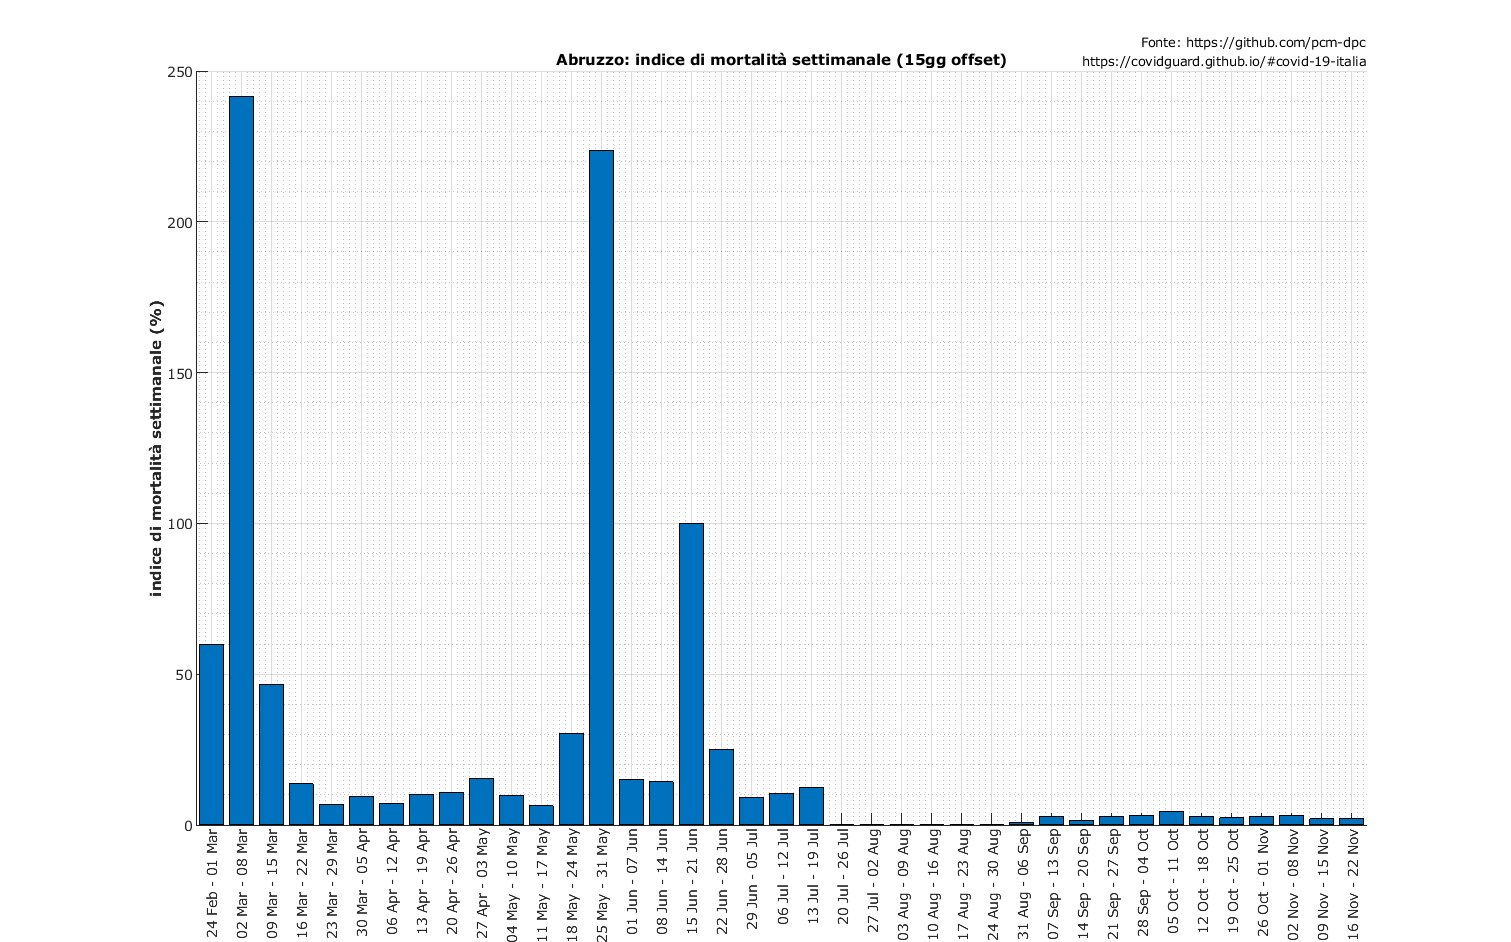 Fonte: https://github.com/pcm-dpc
Abruzzo: indice di mortalità settimanale (15gg offset)
https://covidguard.github.io/#covid-19-italia
indice di mortalità settimanale (%)
250
200
150
100
50
0
24 Feb - 01 Mar
02 Mar - 08 Mar
09 Mar - 15 Mar
16 Mar - 22 Mar
23 Mar - 29 Mar
30 Mar - 05 Apr
06 Apr - 12 Apr
13 Apr - 19 Apr
20 Apr - 26 Apr
27 Apr - 03 May
04 May - 10 May
11 May - 17 May
18 May - 24 May
25 May - 31 May
01 Jun - 07 Jun
08 Jun - 14 Jun
15 Jun - 21 Jun
22 Jun - 28 Jun
29 Jun - 05 Jul
06 Jul - 12 Jul
13 Jul - 19 Jul
20 Jul - 26 Jul
27 Jul - 02 Aug
03 Aug - 09 Aug
10 Aug - 16 Aug
17 Aug - 23 Aug
24 Aug - 30 Aug
31 Aug - 06 Sep
07 Sep - 13 Sep
14 Sep - 20 Sep
21 Sep - 27 Sep
28 Sep - 04 Oct
05 Oct - 11 Oct
12 Oct - 18 Oct
19 Oct - 25 Oct
26 Oct - 01 Nov
02 Nov - 08 Nov
09 Nov - 15 Nov
16 Nov - 22 Nov